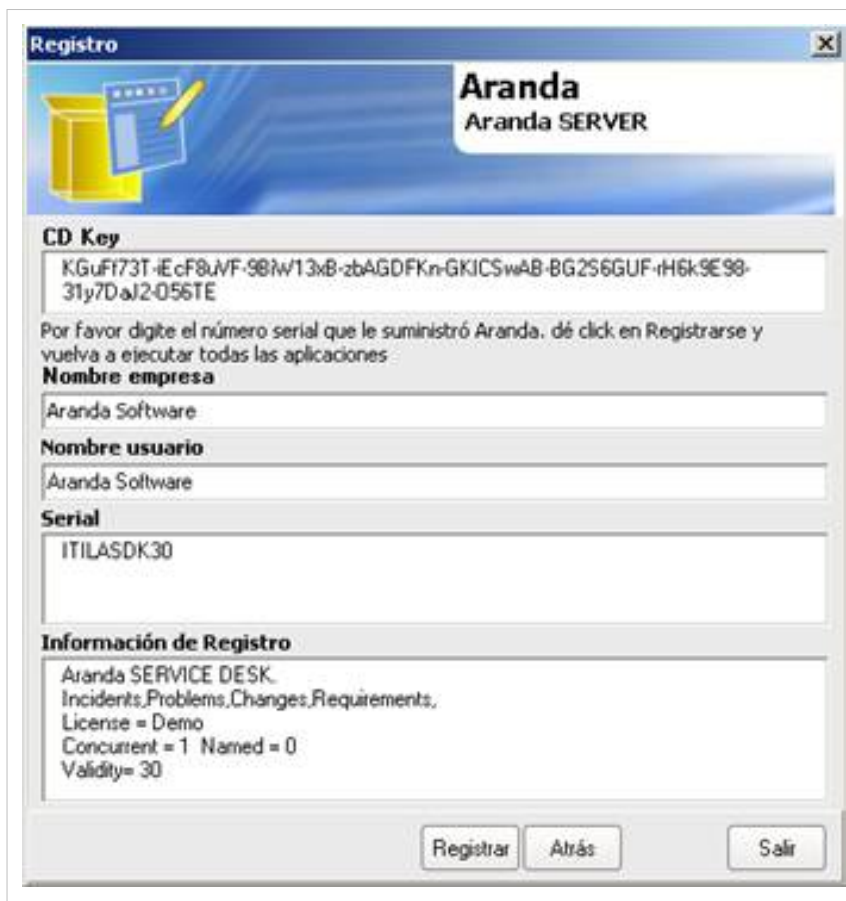 Registro
Aranda
Aranda SERVER
CD Key
KGuFf73T-iEcF8uVF-9BiW13xB-zbAGDFKn-GKICSwAB-BG2S6GUF-rH6k9E98-
31y7DaJ2-O56TE
Por favor digite el número serial que le suministró Aranda. dé click en Registrarse y
vuelva a ejecutar todas las aplicaciones
Nombre empresa
Aranda Software
Nombre usuario
Aranda Software
Serial
ITILASDK30
Información de Registro
Aranda SERVICE DESK.
Incidents,Problems,Changes,Requirements,
License = Demo
Concurrent = 1 Named = 0
Validity= 30
Registrar
Atrás
Salir